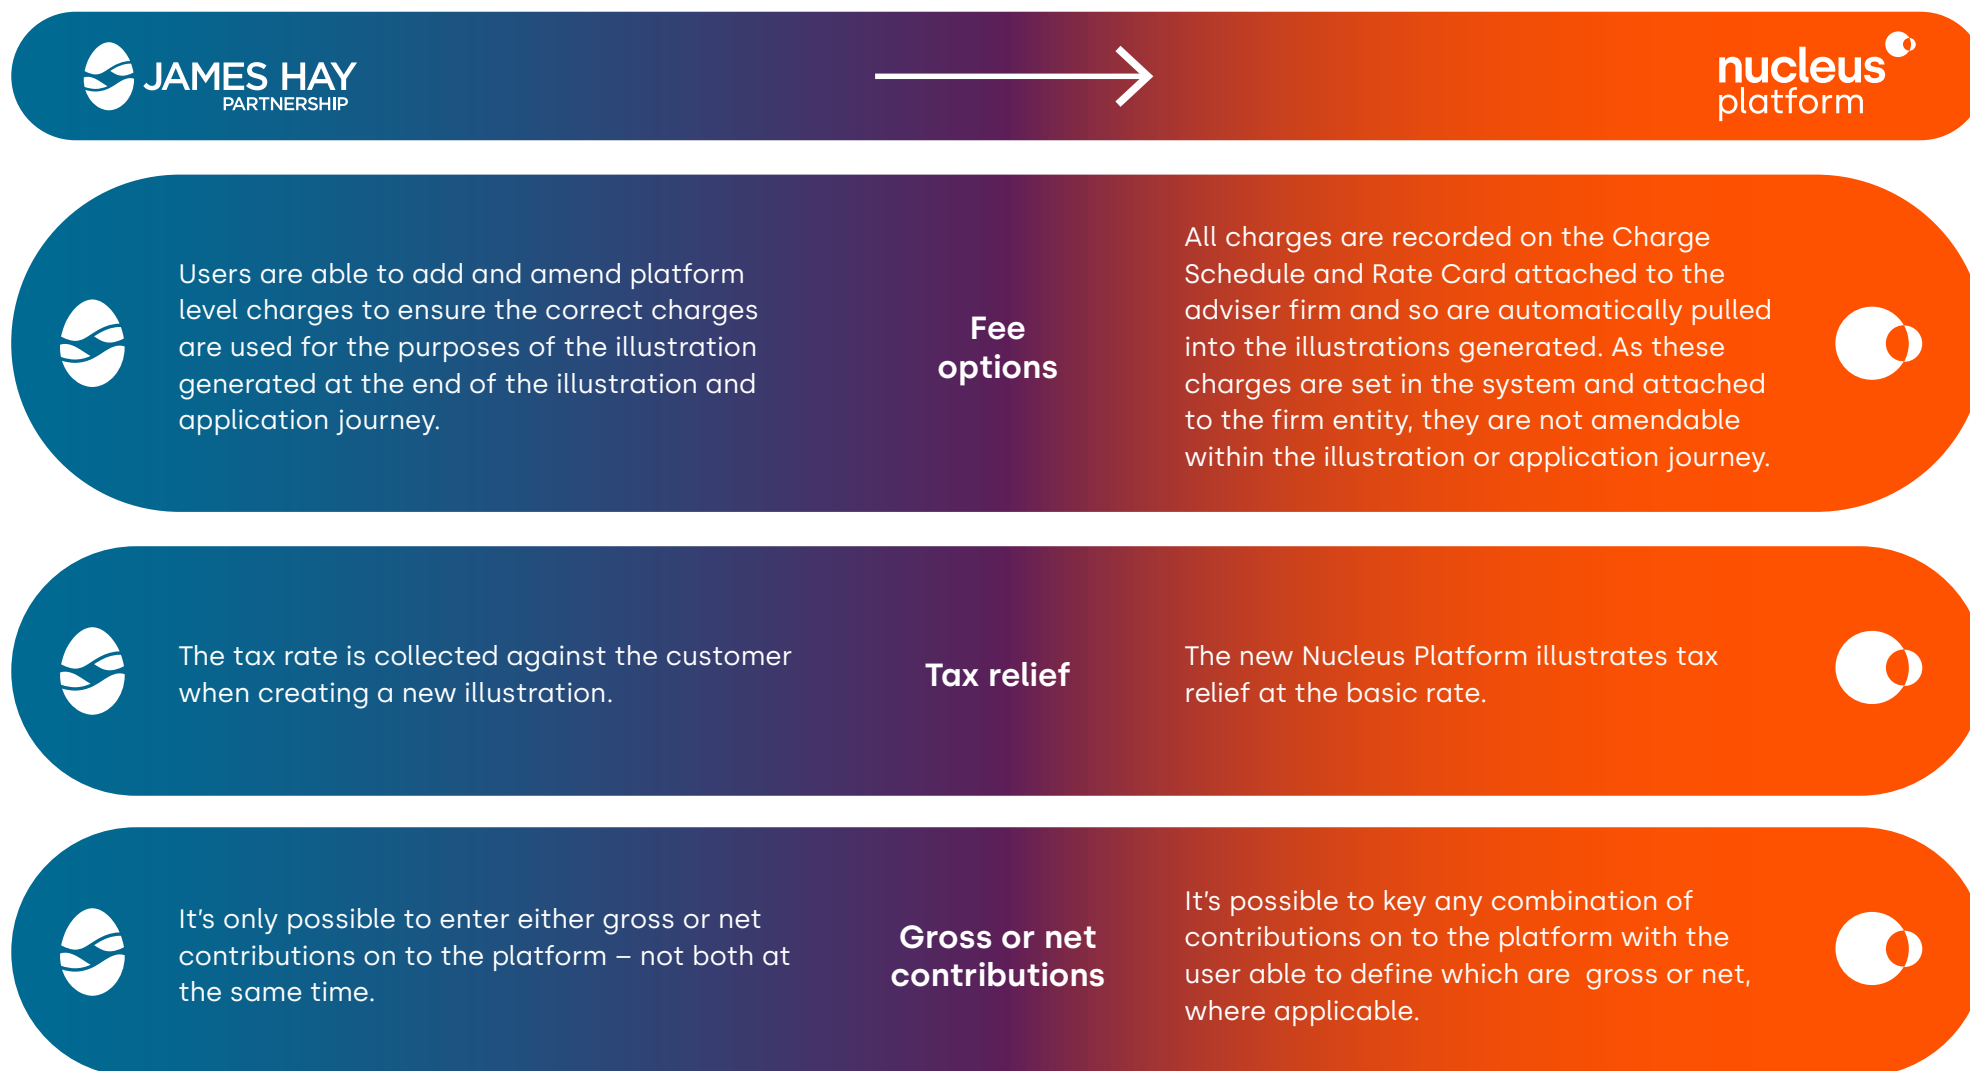 JAMES HAY
PARTNERSHIP
nucleus
platform
Users are able to add and amend platform
level charges to ensure the correct charges
are used for the purposes of the illustration
generated at the end of the illustration and
application journey.
Fee
options
All charges are recorded on the Charge
Schedule and Rate Card attached to the
adviser firm and so are automatically pulled
into the illustrations generated. As these
charges are set in the system and attached
to the firm entity, they are not amendable
within the illustration or application journey.
The tax rate is collected against the customer
when creating a new illustration.
Tax relief
The new Nucleus Platform illustrates tax
relief at the basic rate.
It’s only possible to enter either gross or net
contributions on to the platform – not both at
the same time.
Gross or net
contributions
It’s possible to key any combination of
contributions on to the platform with the
user able to define which are  gross or net,
where applicable.